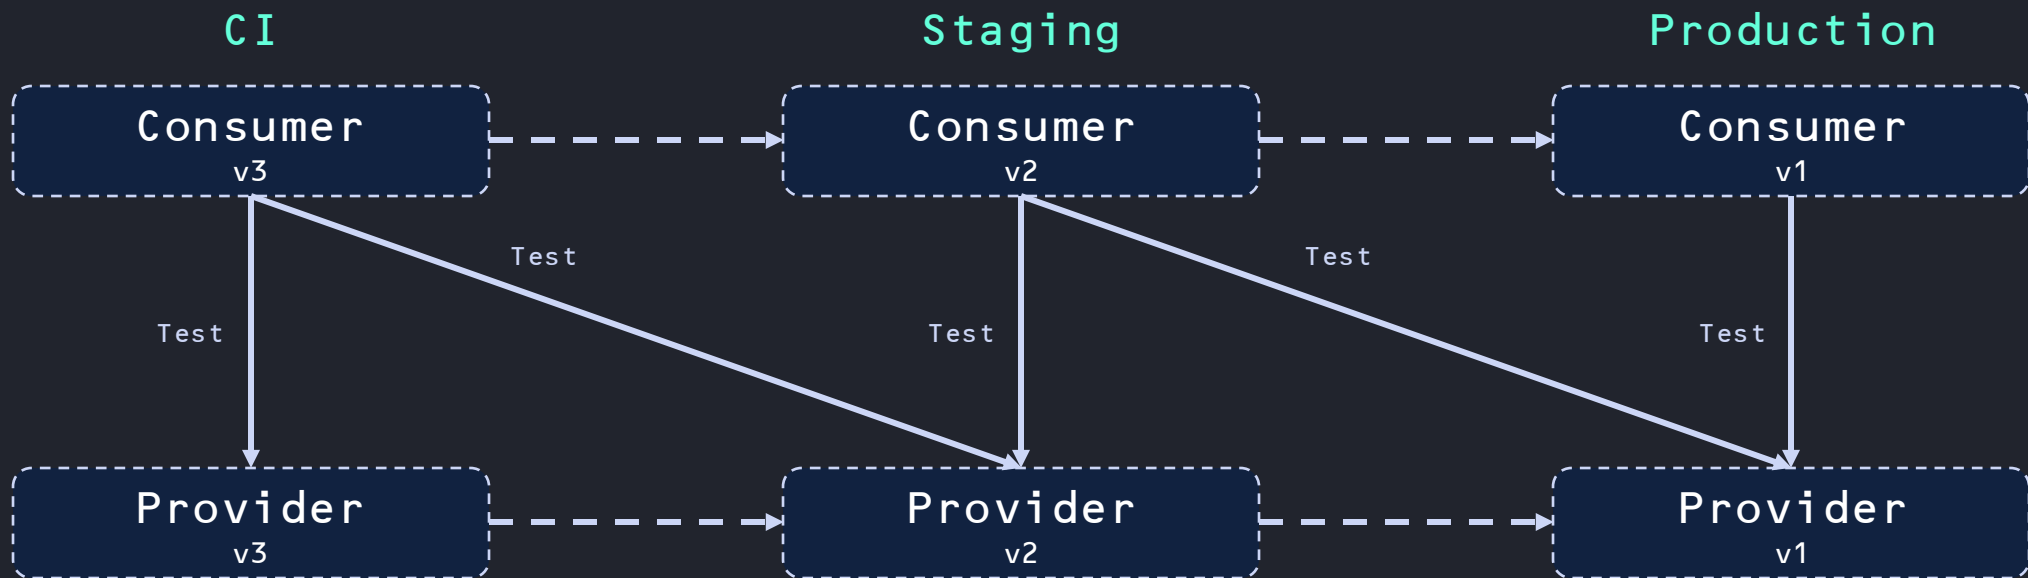 CI
Staging
Production
Consumer
v3
Consumer
v2
Consumer
v1
Test
Test
Test
Test
Test
Provider
v3
Provider
v2
Provider
v1